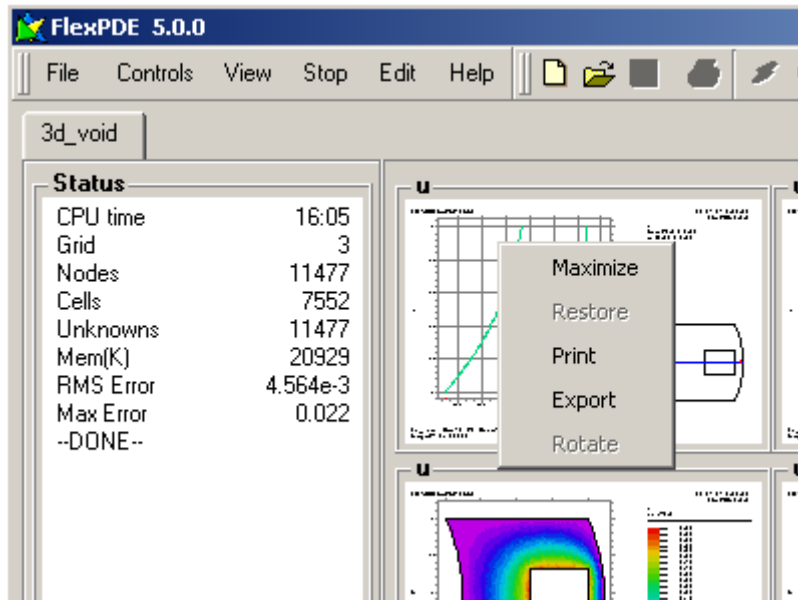 FlexPDE 5.0.0
File Controls View Stop Edit Help
3d_void
Status
CPU time 16:05
Grid 3
Nodes 11477
Cells 7552
Unknowns 11477
Mem(K) 20929
RMS Error 4.564e-3
Max Error 0.022
--DONE--
u
Maximize
Restore
Print
Export
Rotate
u